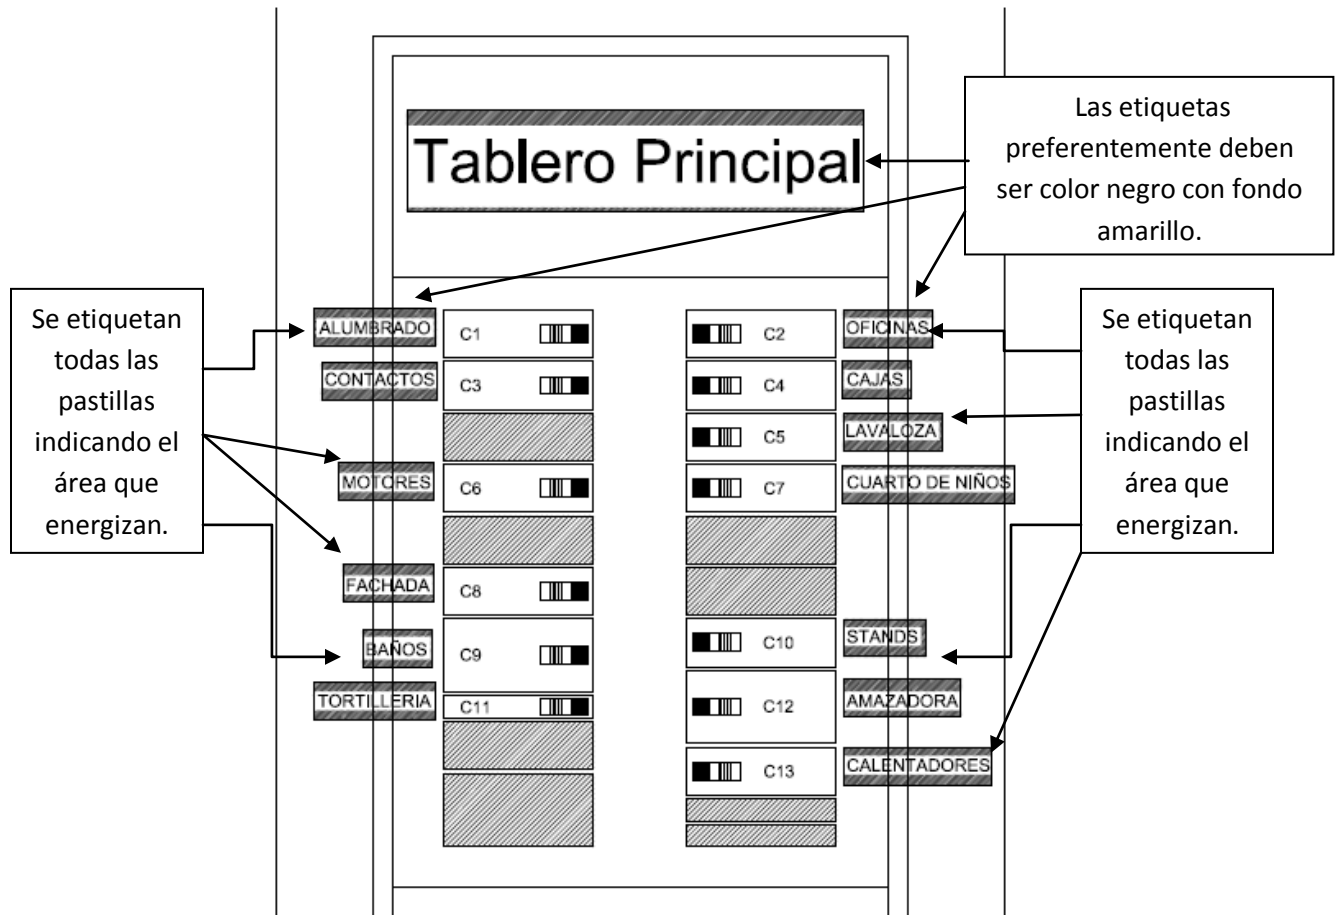 Tablero Principal
Las etiquetas
preferentemente deben
ser color negro con fondo
amarillo.
Se etiquetan
todas las
pastillas
indicando el
área que
energizan.
ALUMBRADO
C1
C2
OFICINAS
CONTACTOS
C3
C4
CAJAS
C5
LAVALOZA
MOTORES
C6
C7
CUARTO DE NIÑOS
FACHADA
C8
BAÑOS
C9
C10
STANDS
TORTILLERIA
C11
C12
AMAZADORA
C13
CALENTADORES
Se etiquetan
todas las
pastillas
indicando el
área que
energizan.